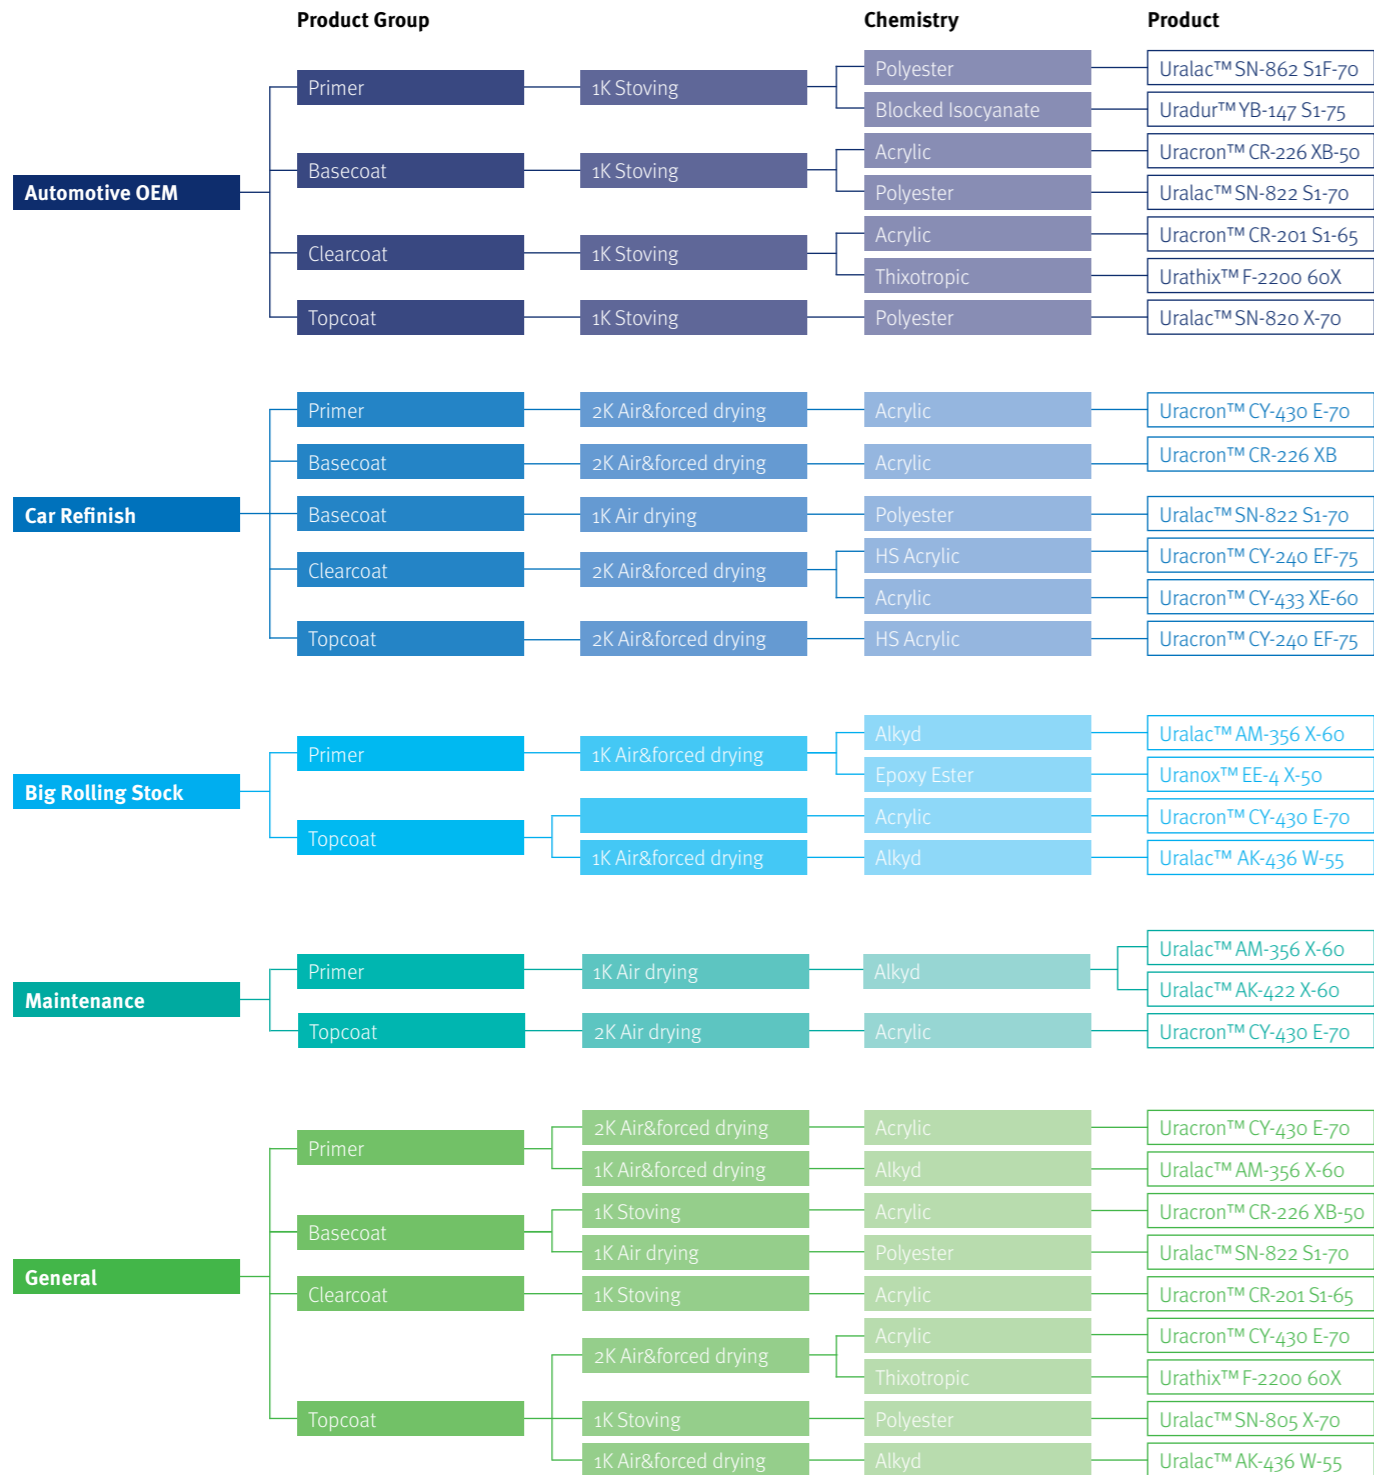 Product Group Chemistry Product
Automotive OEM
Primer 1K Stoving Polyester Uralac™ SN-862 S1F-70
Blocked Isocyanate Uradur™ YB-147 S1-75
Basecoat 1K Stoving Acrylic Uracron™ CR-226 XB-50
Polyester Uralac™ SN-822 S1-70
Clearcoat 1K Stoving Acrylic Uracron™ CR-201 S1-65
Thixotropic Urathix™ F-2200 60X
Topcoat 1K Stoving Polyester Uralac™ SN-820 X-70
Car Refinish
Primer 2K Air&forced drying Acrylic Uracron™ CY-430 E-70
Basecoat 2K Air&forced drying Acrylic Uracron™ CR-226 XB
Basecoat 1K Air drying Polyester Uralac™ SN-822 S1-70
Clearcoat 2K Air&forced drying HS Acrylic Uracron™ CY-240 EF-75
Acrylic Uracron™ CY-433 XE-60
Topcoat 2K Air&forced drying HS Acrylic Uracron™ CY-240 EF-75
Big Rolling Stock
Primer 1K Air&forced drying Alkyd Uralac™ AM-356 X-60
Epoxy Ester Uranox™ EE-4 X-50
Topcoat Acrylic Uracron™ CY-430 E-70
1K Air&forced drying Alkyd Uralac™ AK-436 W-55
Maintenance
Primer 1K Air drying Alkyd Uralac™ AM-356 X-60
Uralac™ AK-422 X-60
Topcoat 2K Air drying Acrylic Uracron™ CY-430 E-70
General
Primer 2K Air&forced drying Acrylic Uracron™ CY-430 E-70
1K Air&forced drying Alkyd Uralac™ AM-356 X-60
Basecoat 1K Stoving Acrylic Uracron™ CR-226 XB-50
1K Air drying Polyester Uralac™ SN-822 S1-70
Clearcoat 1K Stoving Acrylic Uracron™ CR-201 S1-65
Topcoat 2K Air&forced drying Acrylic Uracron™ CY-430 E-70
Thixotropic Urathix™ F-2200 60X
1K Stoving Polyester Uralac™ SN-805 X-70
1K Air&forced drying Alkyd Uralac™ AK-436 W-55